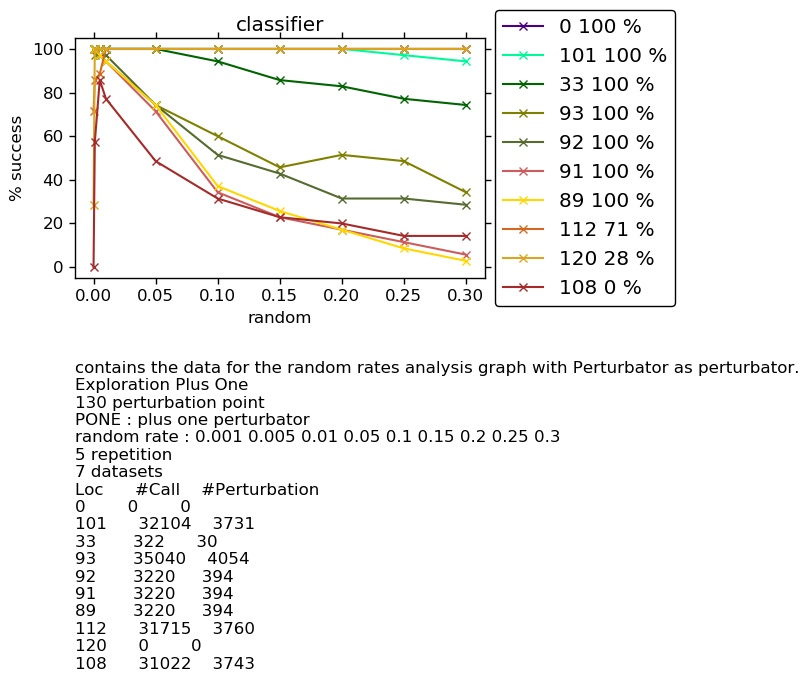 classifier
100
80
60
40
20
0
% success
0.00 0.05 0.10 0.15 0.20 0.25 0.30
random
0 100 %
101 100 %
33 100 %
93 100 %
92 100 %
91 100 %
89 100 %
112 71 %
120 28 %
108 0 %
contains the data for the random rates analysis graph with Perturbator as perturbator.
Exploration Plus One
130 perturbation point
PONE : plus one perturbator
random rate : 0.001 0.005 0.01 0.05 0.1 0.15 0.2 0.25 0.3
5 repetition
7 datasets
Loc #Call #Perturbation
0 0 0
101 32104 3731
33 322 30
93 35040 4054
92 3220 394
91 3220 394
89 3220 394
112 31715 3760
120 0 0
108 31022 3743